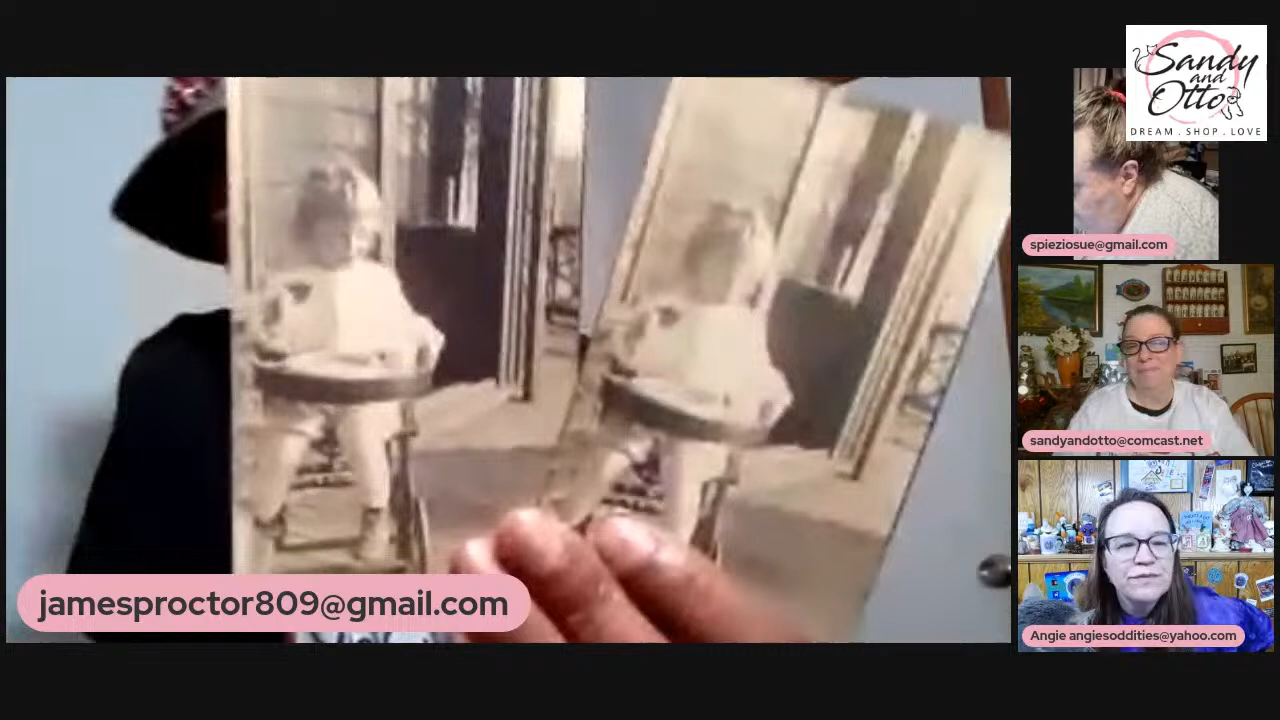 Sandy
and
Otto
DREAM . SHOP . LOVE
spieziosue@gmail.com
sandyandotto@comcast.net
jamesproctor809@gmail.com
Angie angiesoddities@yahoo.com